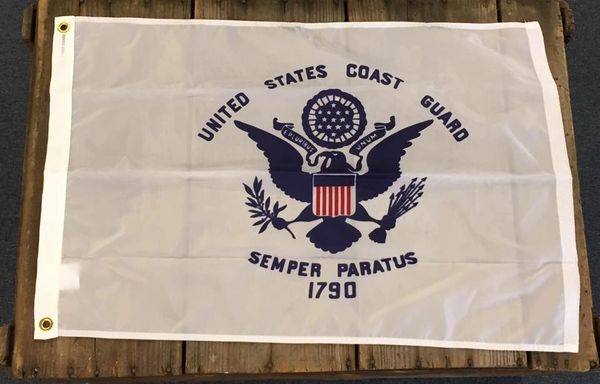 UNITED STATES COAST GUARD
E PLURIBUS UNUM
SEMPER PARATUS
1790